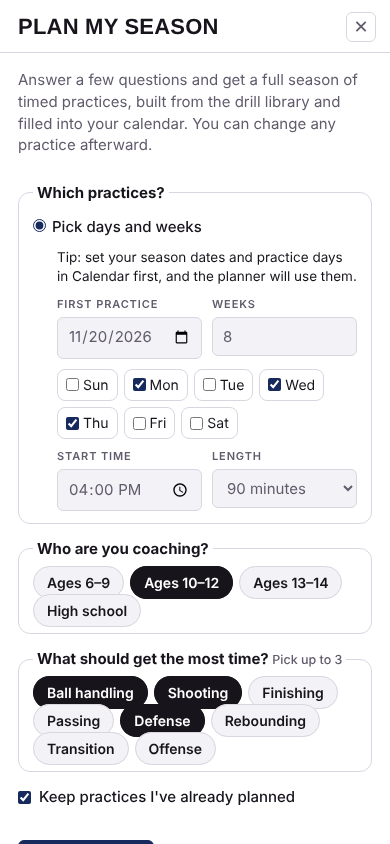 PLAN MY SEASON
Answer a few questions and get a full season of
timed practices, built from the drill library and
filled into your calendar. You can change any
practice afterward.
Which practices?
Pick days and weeks
Tip: set your season dates and practice days
in Calendar first, and the planner will use them.
FIRST PRACTICE WEEKS
11/20/2026 8
Sun Mon Tue Wed
Thu Fri Sat
START TIME LENGTH
04:00 PM 90 minutes
Who are you coaching?
Ages 6–9 Ages 10–12 Ages 13–14
High school
What should get the most time? Pick up to 3
Ball handling Shooting Finishing
Passing Defense Rebounding
Transition Offense
Keep practices I've already planned